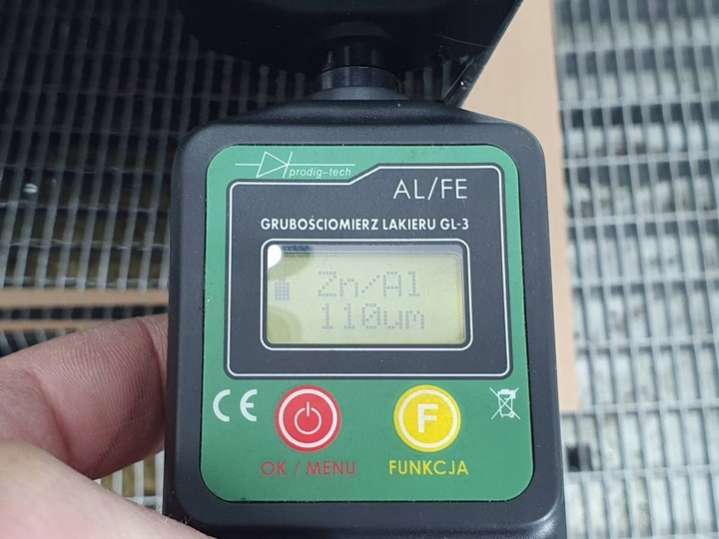 prodig-tech
AL/FE
GRUBOŚCIOMIERZ LAKIERU GL-3
Zn/Al
110um
CE
F
OK / MENU
FUNKCJA